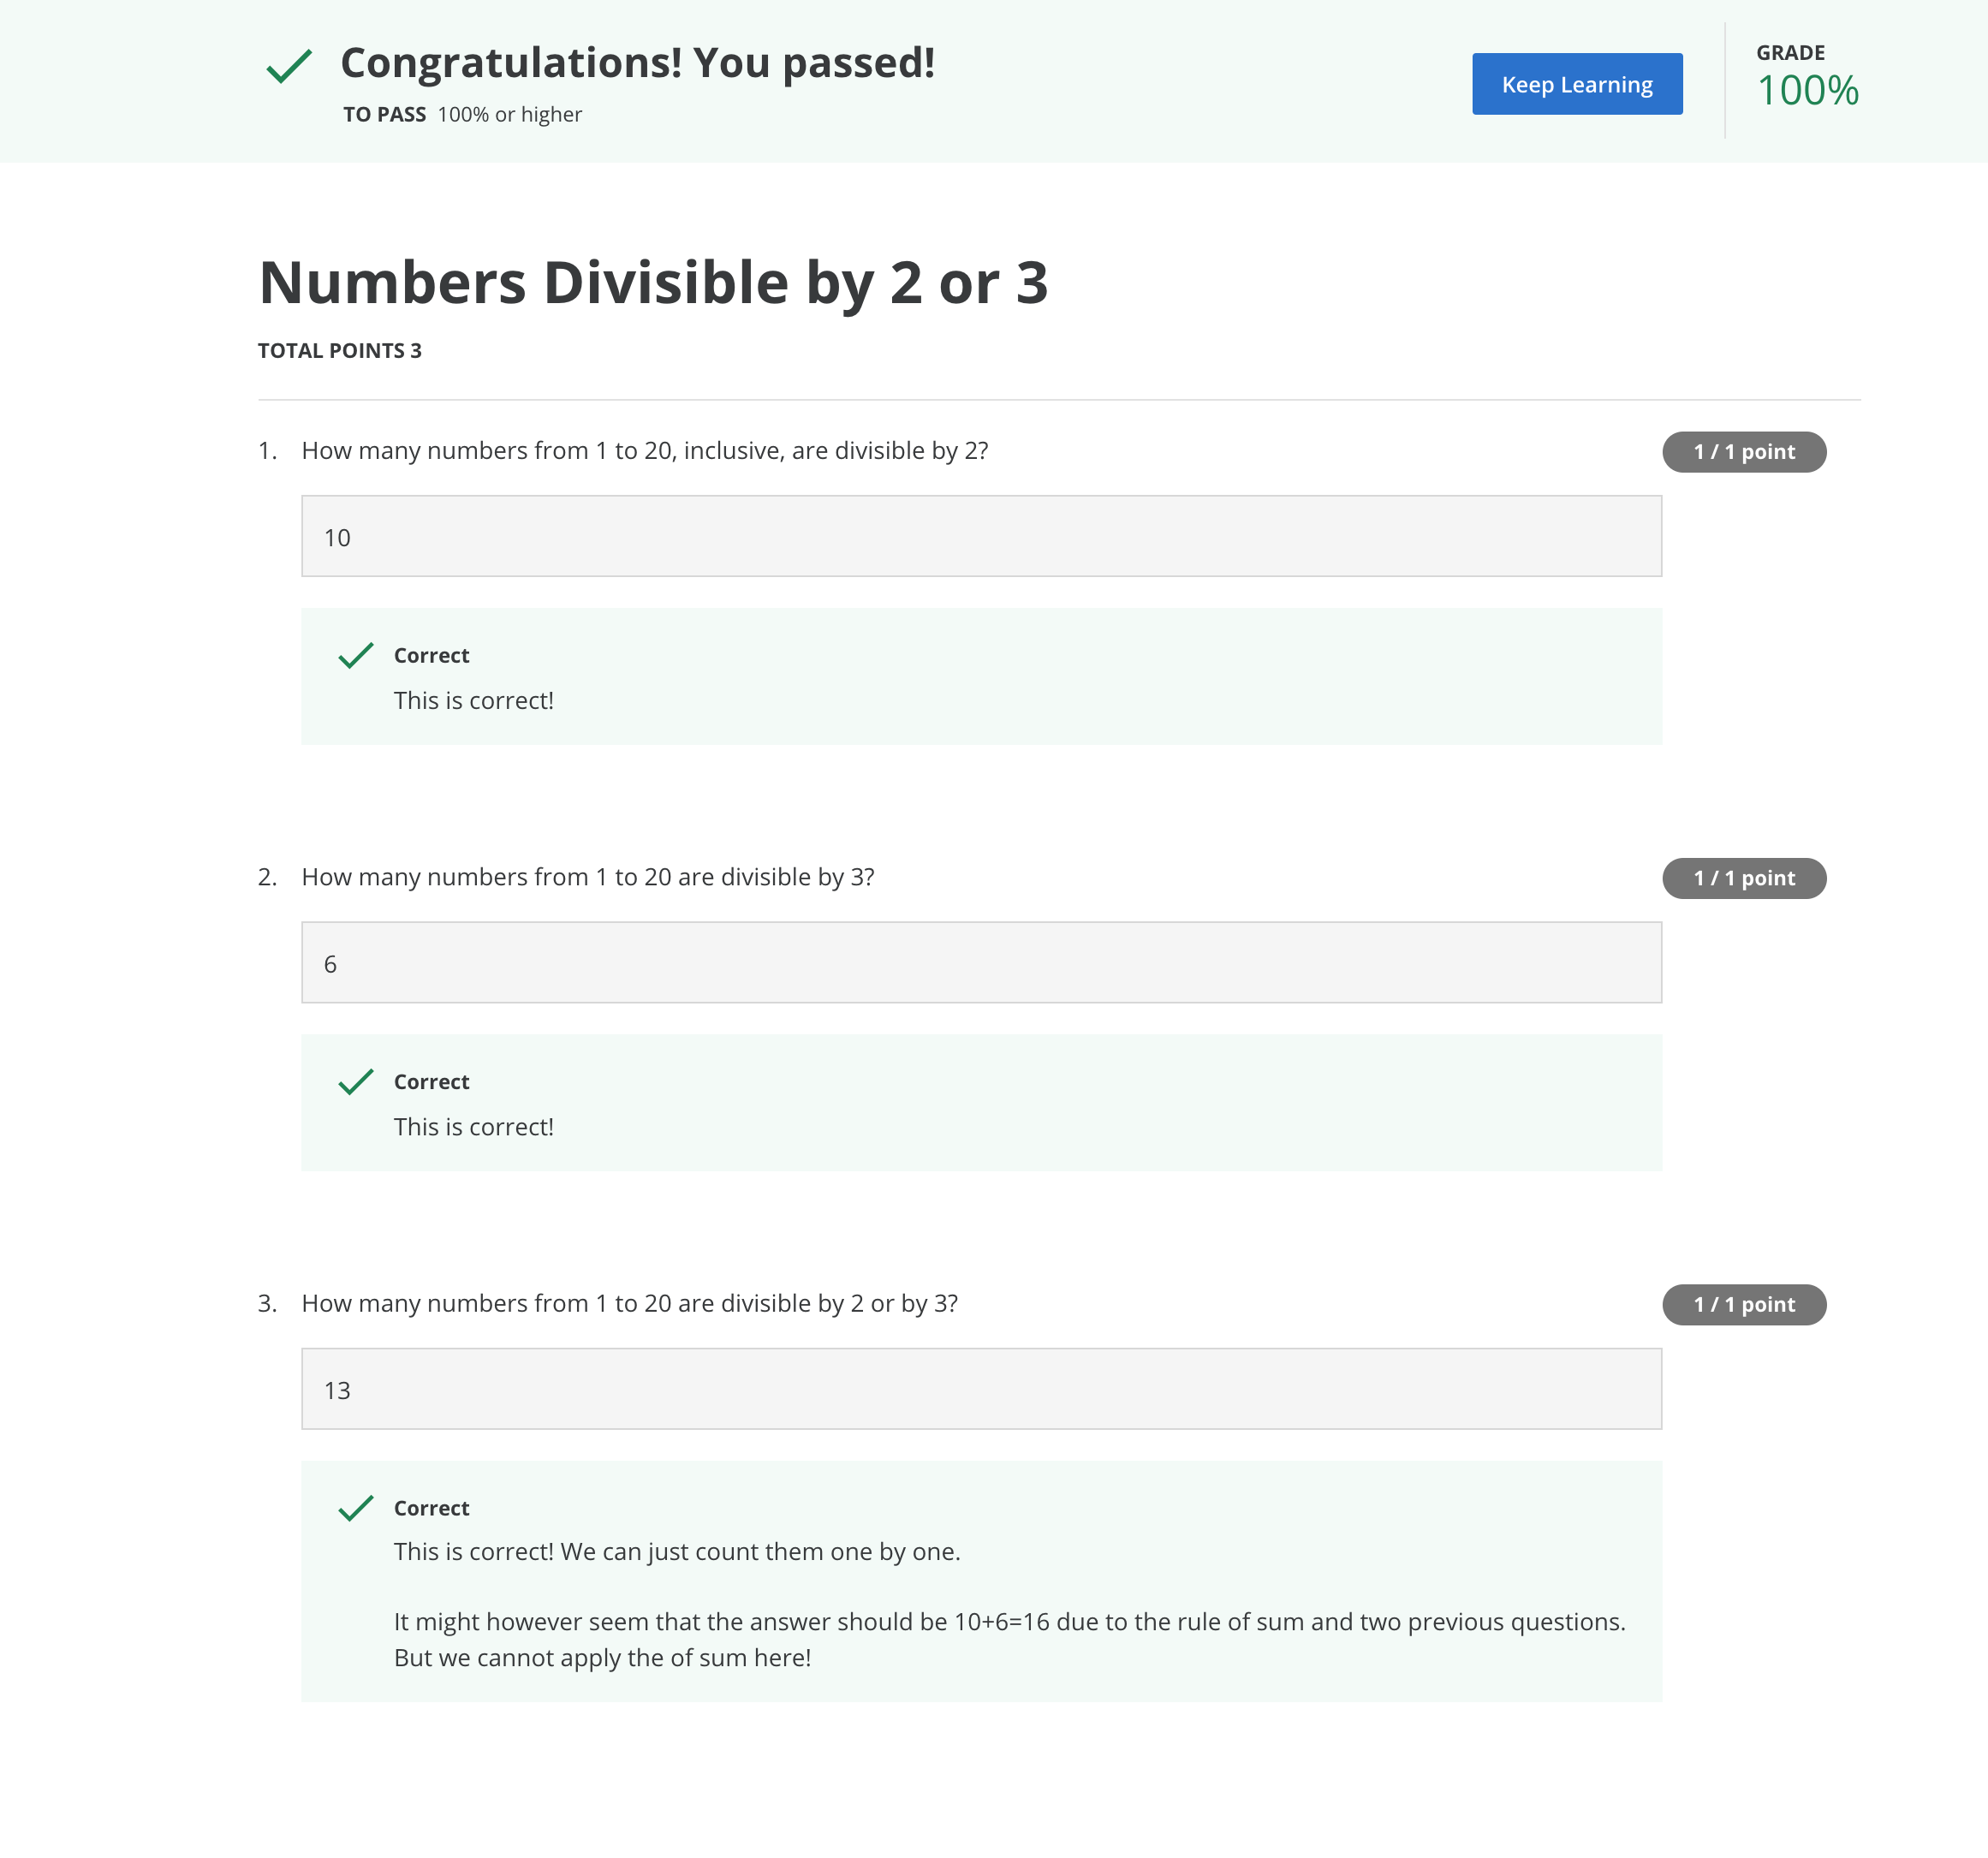 Congratulations! You passed!
TO PASS 100% or higher
Keep Learning
GRADE
100%
Numbers Divisible by 2 or 3
TOTAL POINTS 3
1. How many numbers from 1 to 20, inclusive, are divisible by 2?
1 / 1 point
10
Correct
This is correct!
2. How many numbers from 1 to 20 are divisible by 3?
1 / 1 point
6
Correct
This is correct!
3. How many numbers from 1 to 20 are divisible by 2 or by 3?
1 / 1 point
13
Correct
This is correct! We can just count them one by one.
It might however seem that the answer should be 10+6=16 due to the rule of sum and two previous questions.
But we cannot apply the of sum here!